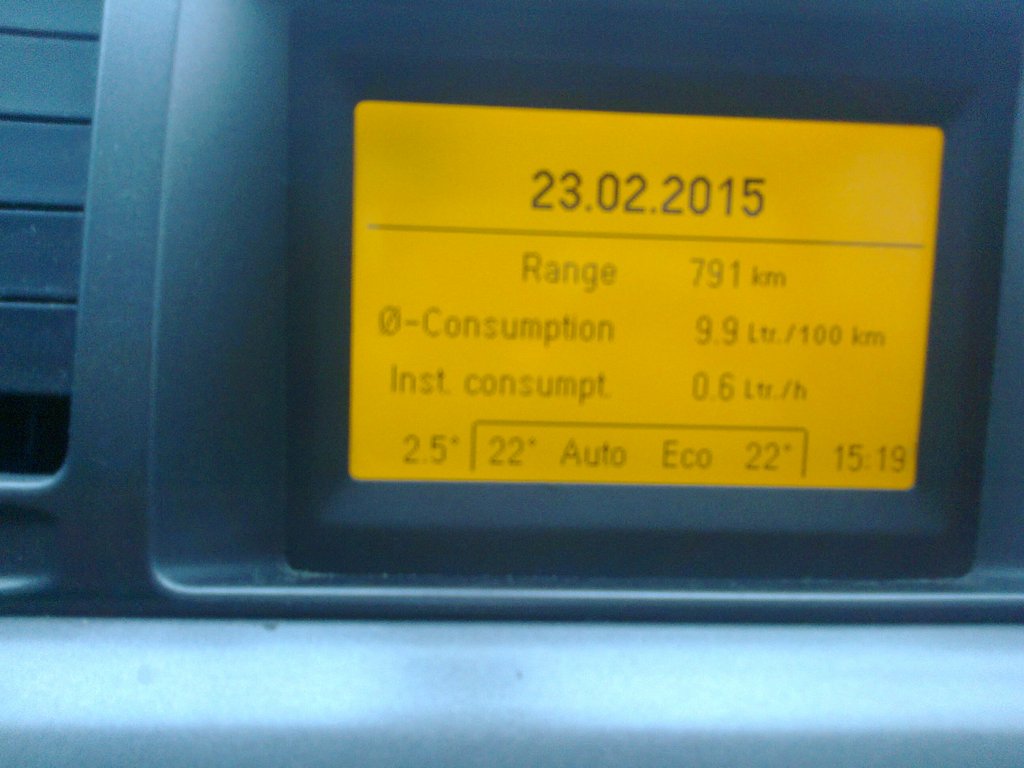 23.02.2015
Range 791 km
Ø-Consumption 9.9 Ltr./100 km
Inst. consumpt. 0.6 Ltr./h
2.5° 22° Auto Eco 22° 15:19